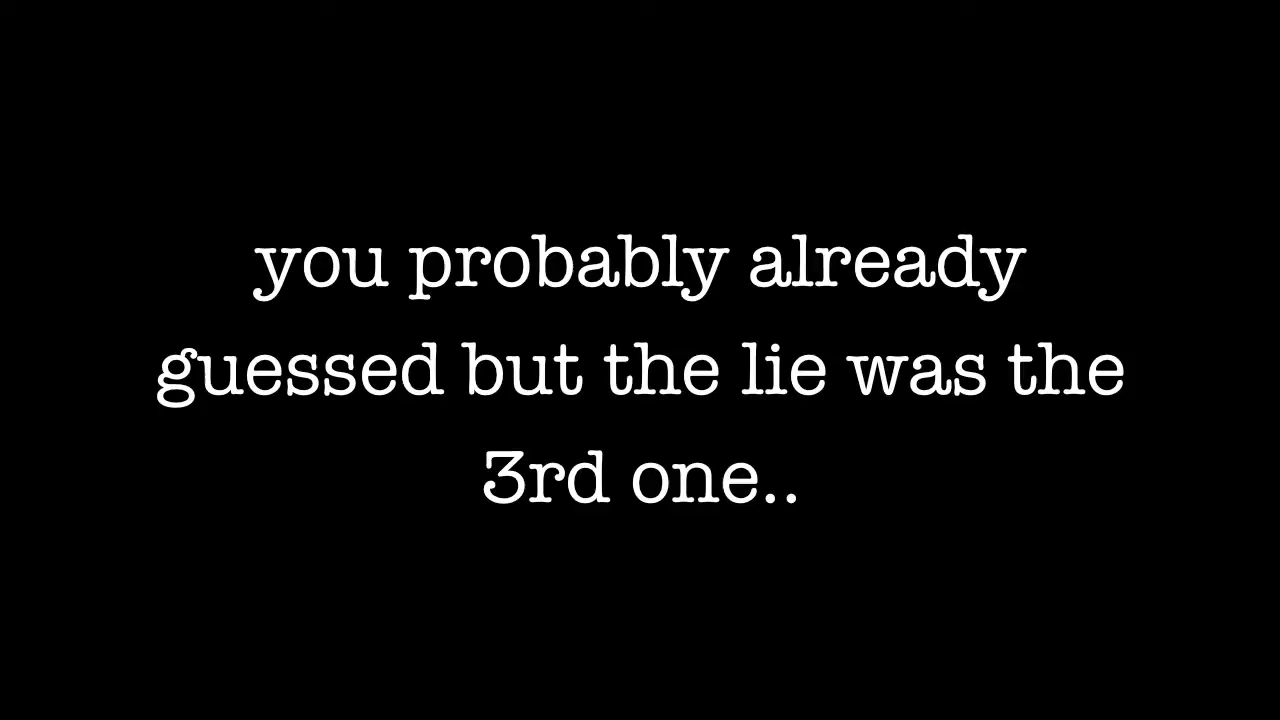 you probably already
guessed but the lie was the
3rd one..